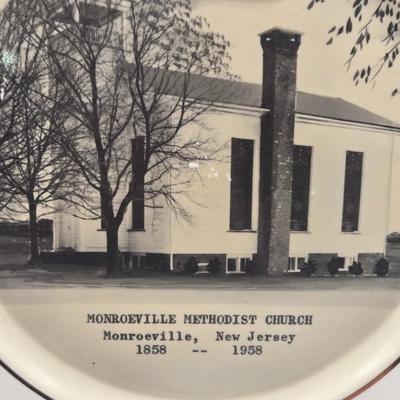 MONROEVILLE METHODIST CHURCH
Monroeville, New Jersey
1858 -- 1958